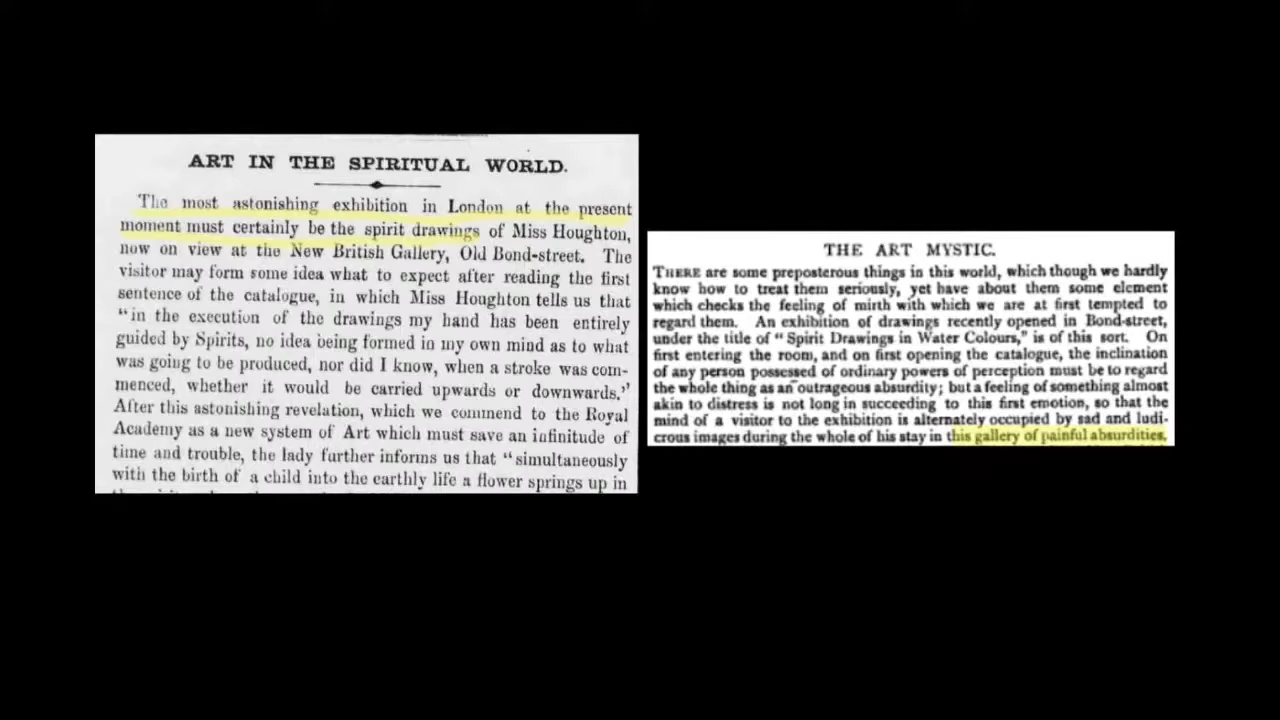 ART IN THE SPIRITUAL WORLD.
The most astonishing exhibition in London at the present
moment must certainly be the spirit drawings of Miss Houghton,
now on view at the New British Gallery, Old Bond-street. The
visitor may form some idea what to expect after reading the first
sentence of the catalogue, in which Miss Houghton tells us that
"in the execution of the drawings my hand has been entirely
guided by Spirits, no idea being formed in my own mind as to what
was going to be produced, nor did I know, when a stroke was com-
menced, whether it would be carried upwards or downwards."
After this astonishing revelation, which we commend to the Royal
Academy as a new system of Art which must save an infinitude of
time and trouble, the lady further informs us that "simultaneously
with the birth of a child into the earthly life a flower springs up in
THE ART MYSTIC.
THERE are some preposterous things in this world, which though we hardly
know how to treat them seriously, yet have about them some element
which checks the feeling of mirth with which we are at first tempted to
regard them. An exhibition of drawings recently opened in Bond-street,
under the title of "Spirit Drawings in Water Colours," is of this sort. On
first entering the room, and on first opening the catalogue, the inclination
of any person possessed of ordinary powers of perception must be to regard
the whole thing as an outrageous absurdity; but a feeling of something almost
akin to distress is not long in succeeding to this first emotion, so that the
mind of a visitor to the exhibition is alternately occupied by sad and ludi-
crous images during the whole of his stay in this gallery of painful absurdities,